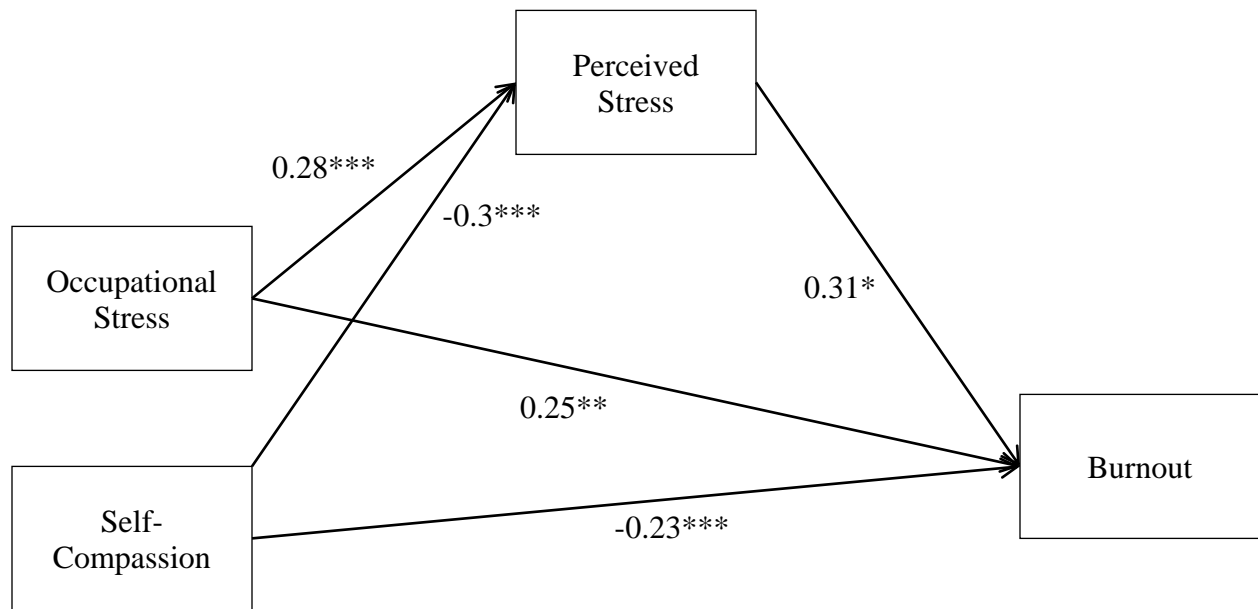 Perceived
Stress
0.28***
-0.3***
Occupational
Stress
0.31*
0.25**
Burnout
Self-
Compassion
-0.23***